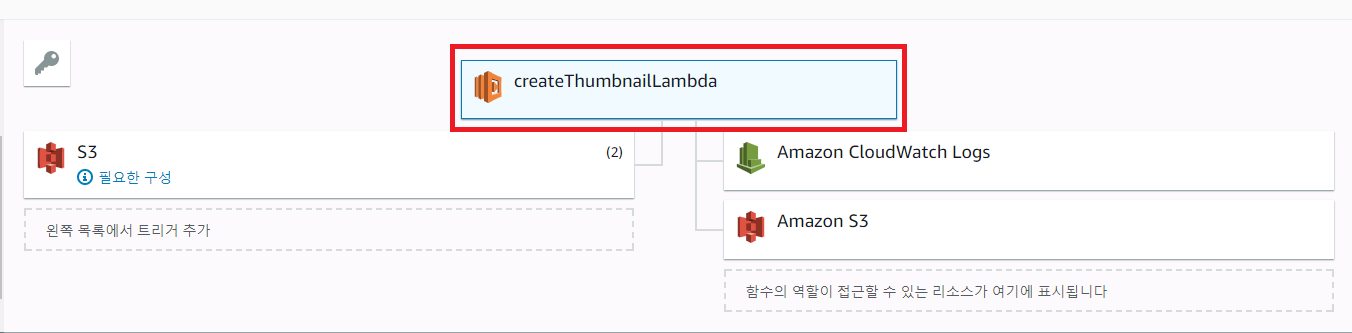 createThumbnailLambda
S3
(2)
필요한 구성
왼쪽 목록에서 트리거 추가
Amazon CloudWatch Logs
Amazon S3
함수의 역할이 접근할 수 있는 리소스가 여기에 표시됩니다